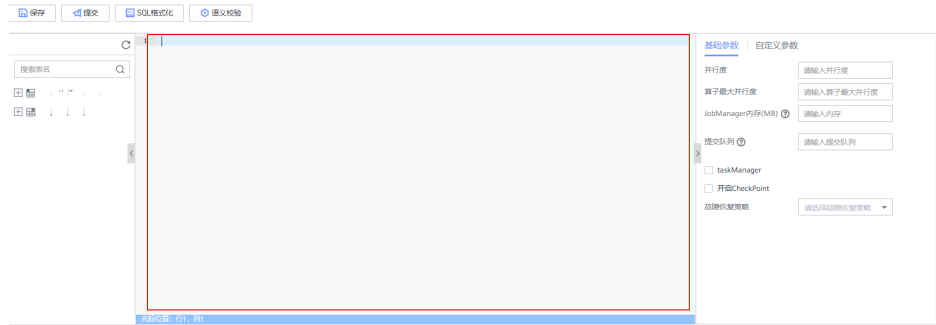 保存 提交 SQL格式化 语义校验
搜索表名
1
基础参数 自定义参数
并行度 请输入并行度
算子最大并行度 请输入算子最大并行度
JobManager内存(MB) 请输入内存
提交队列 请输入提交队列
taskManager
开启CheckPoint
故障恢复策略 请选择故障恢复策略
光标位置：行1，列1